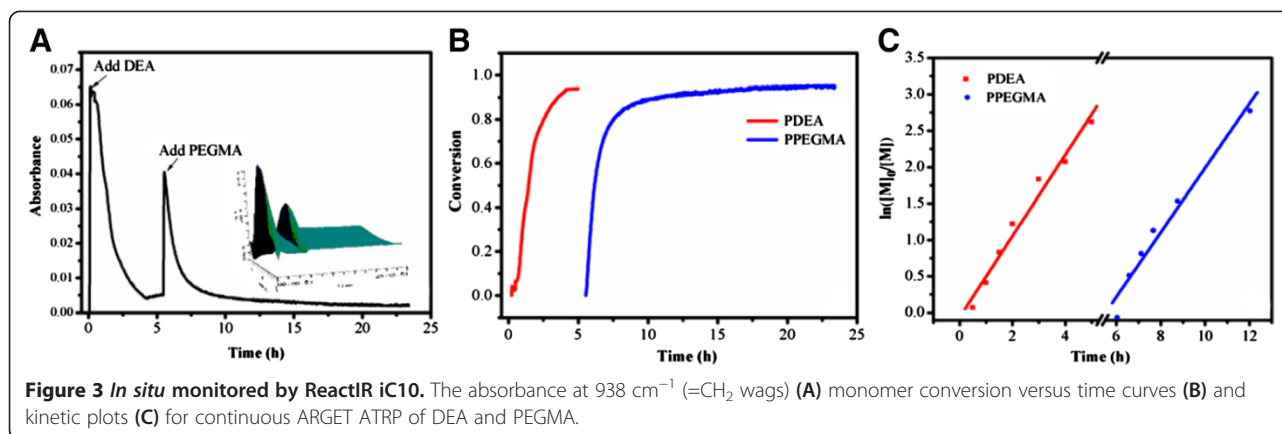 A
B
C
0.07
0.06
0.05
0.04
0.03
0.02
0.01
0.00
Absorbance
Add DEA
Add PEGMA
0 5 10 15 20 25
Time (h)
1.0
0.8
0.6
0.4
0.2
0.0
Conversion
PDEA
PPEGMA
0 5 10 15 20 25
Time (h)
3.5
3.0
2.5
2.0
1.5
1.0
0.5
0.0
ln([M]₀/[M])
PDEA
PPEGMA
0 2 4 6 8 10 12
Time (h)
Figure 3 In situ monitored by ReactIR iC10. The absorbance at 938 cm⁻¹ (=CH₂ wags) (A) monomer conversion versus time curves (B) and
kinetic plots (C) for continuous ARGET ATRP of DEA and PEGMA.